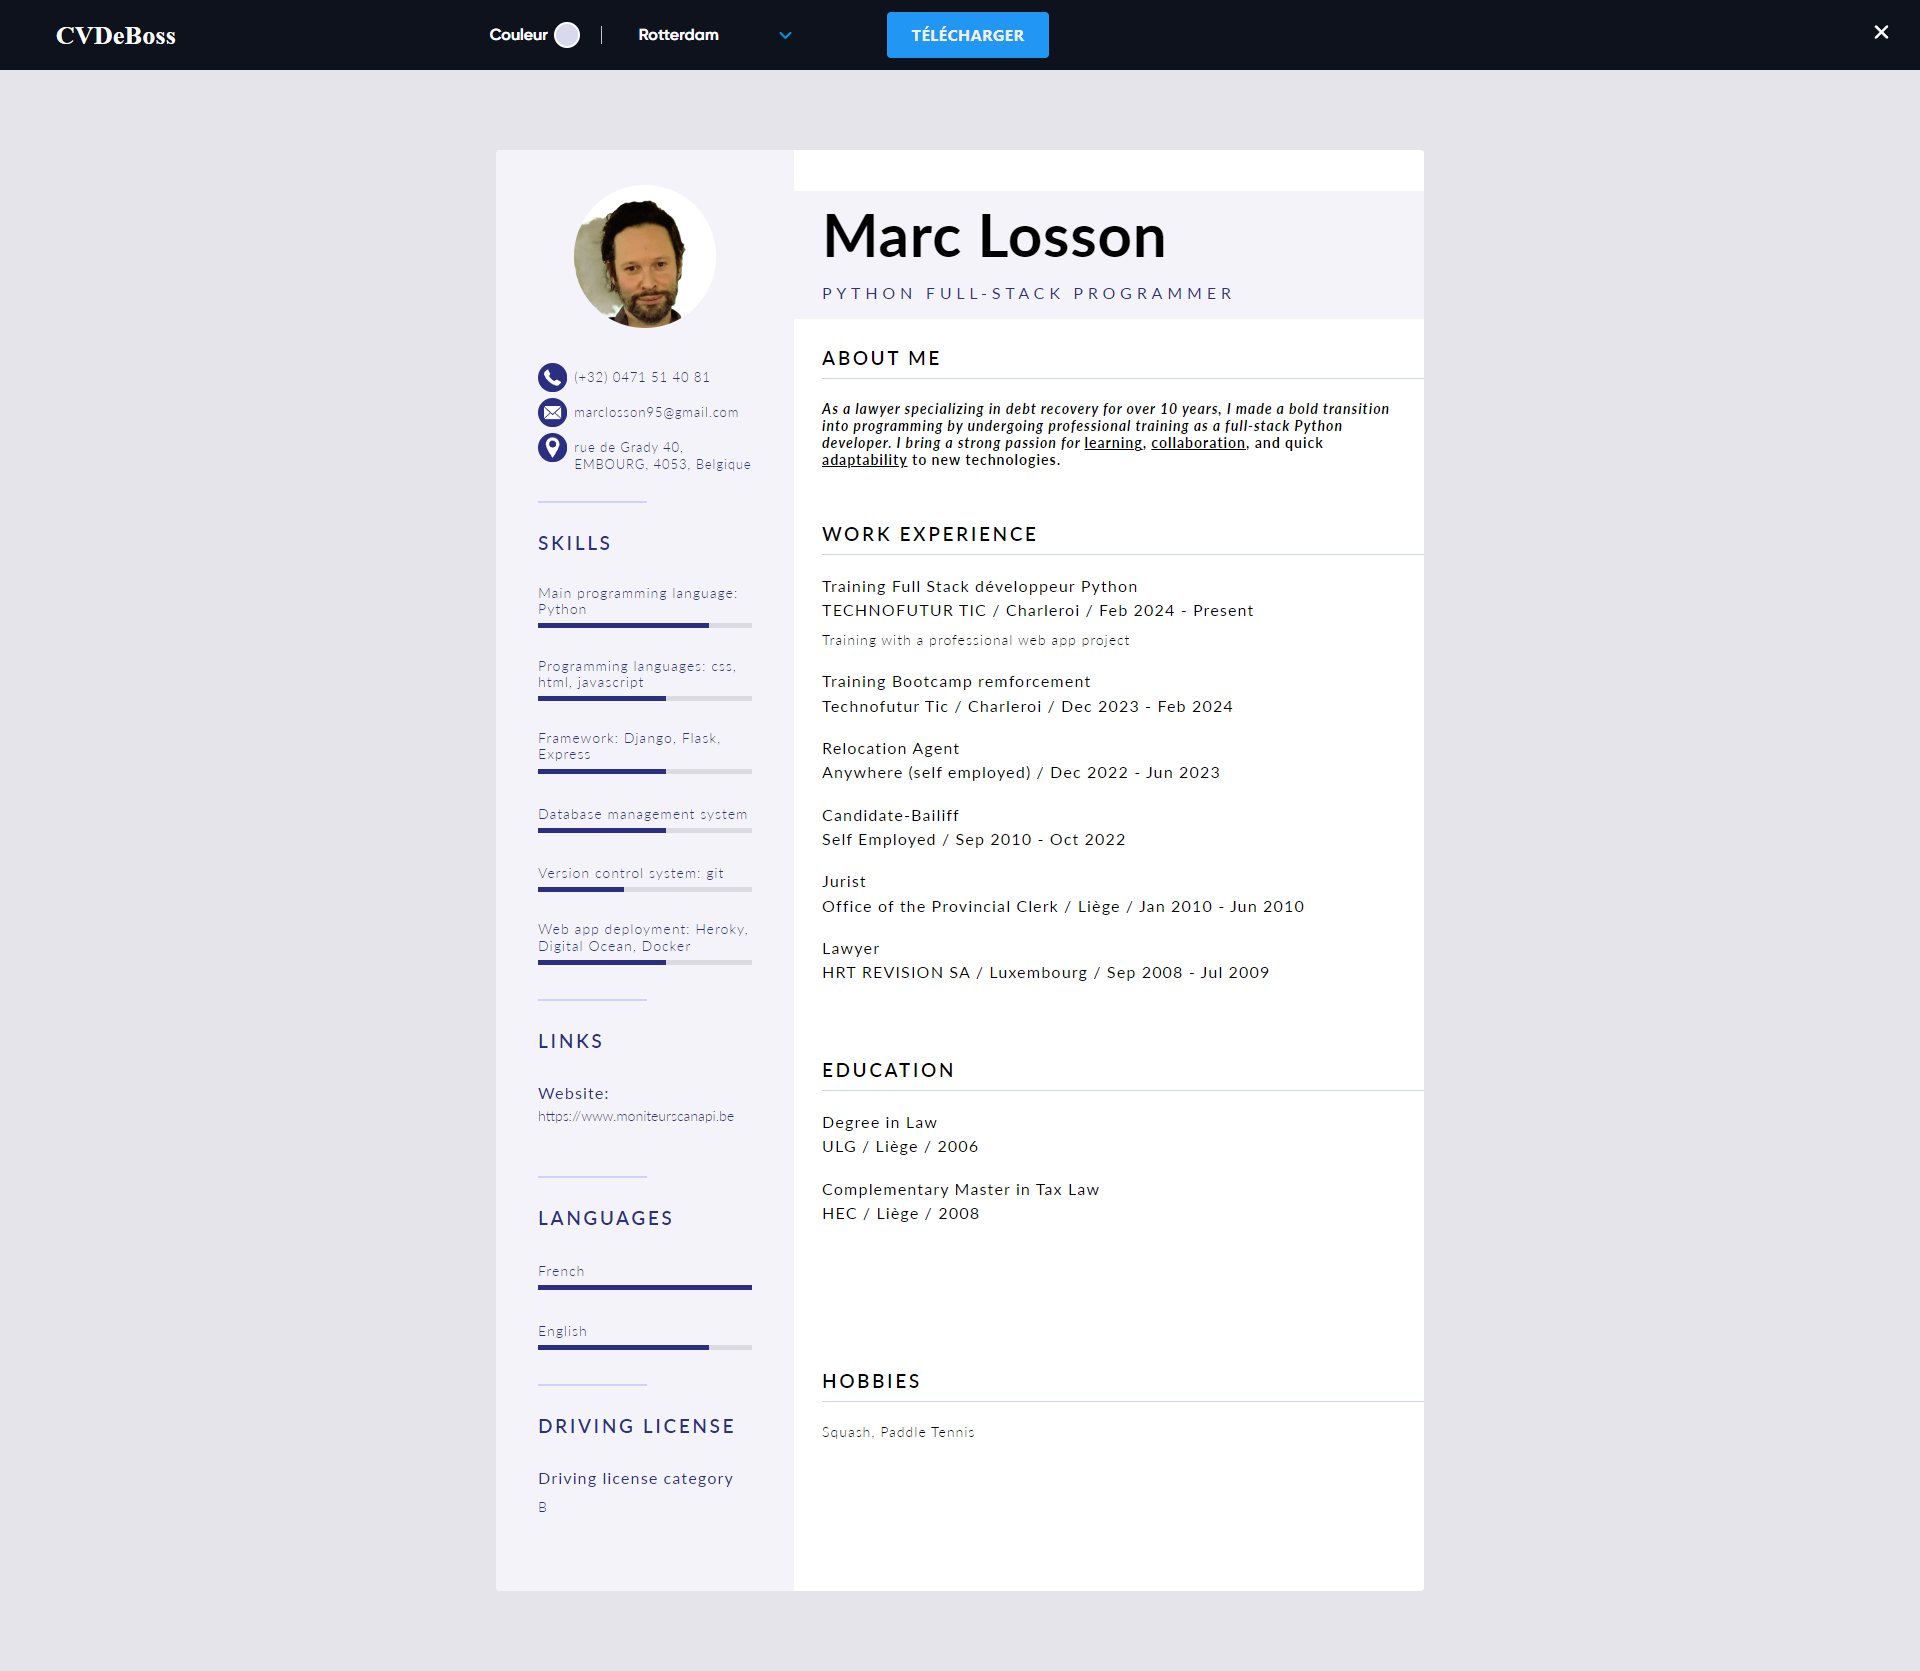 CVDeBoss
Couleur
Rotterdam
TÉLÉCHARGER
(+32) 0471 51 40 81
marclosson95@gmail.com
rue de Grady 40,
EMBOURG, 4053, Belgique
SKILLS
Main programming language:
Python
Programming languages: css,
html, javascript
Framework: Django, Flask,
Express
Database management system
Version control system: git
Web app deployment: Heroky,
Digital Ocean, Docker
LINKS
Website:
https://www.moniteurscanapi.be
LANGUAGES
French
English
DRIVING LICENSE
Driving license category
B
Marc Losson
PYTHON FULL-STACK PROGRAMMER
ABOUT ME
As a lawyer specializing in debt recovery for over 10 years, I made a bold transition
into programming by undergoing professional training as a full-stack Python
developer. I bring a strong passion for learning, collaboration, and quick
adaptability to new technologies.
WORK EXPERIENCE
Training Full Stack développeur Python
TECHNOFUTUR TIC / Charleroi / Feb 2024 - Present
Training with a professional web app project
Training Bootcamp remforcement
Technofutur Tic / Charleroi / Dec 2023 - Feb 2024
Relocation Agent
Anywhere (self employed) / Dec 2022 - Jun 2023
Candidate-Bailiff
Self Employed / Sep 2010 - Oct 2022
Jurist
Office of the Provincial Clerk / Liège / Jan 2010 - Jun 2010
Lawyer
HRT REVISION SA / Luxembourg / Sep 2008 - Jul 2009
EDUCATION
Degree in Law
ULG / Liège / 2006
Complementary Master in Tax Law
HEC / Liège / 2008
HOBBIES
Squash, Paddle Tennis